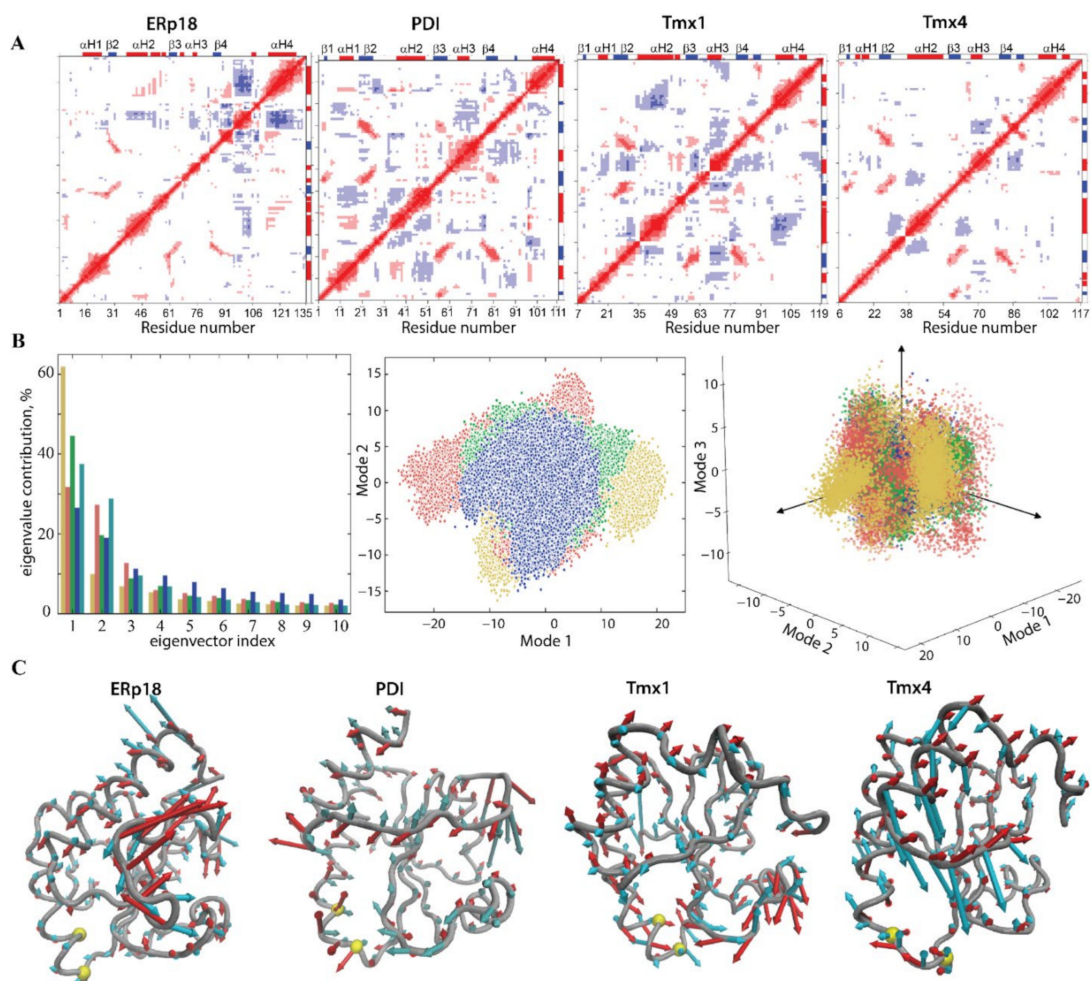 ERp18 PDI Tmx1 Tmx4
A
αH1 β2 αH2 β3 αH3 β4 αH4
β1 αH1 β2 αH2 β3 αH3 β4 αH4
β1 αH1 β2 αH2 β3 αH3 β4 αH4
β1 αH1 β2 αH2 β3 αH3 β4 αH4
1 16 31 46 61 76 91 106 121 135
1 11 21 31 41 51 61 71 81 91 101 111
7 21 35 49 63 77 91 105 119
6 22 38 54 70 86 101 117
Residue number Residue number Residue number Residue number
B
eigenvalue contribution, %
60
40
20
0
1 2 3 4 5 6 7 8 9 10
eigenvector index
Mode 2
15
10
5
0
−5
−10
−15
−20 −10 0 10 20
Mode 1
Mode 3
10
5
0
−5
−10
−10 −5 0 5 10
Mode 2
20 10 0 −10 −20
Mode 1
C
ERp18 PDI Tmx1 Tmx4